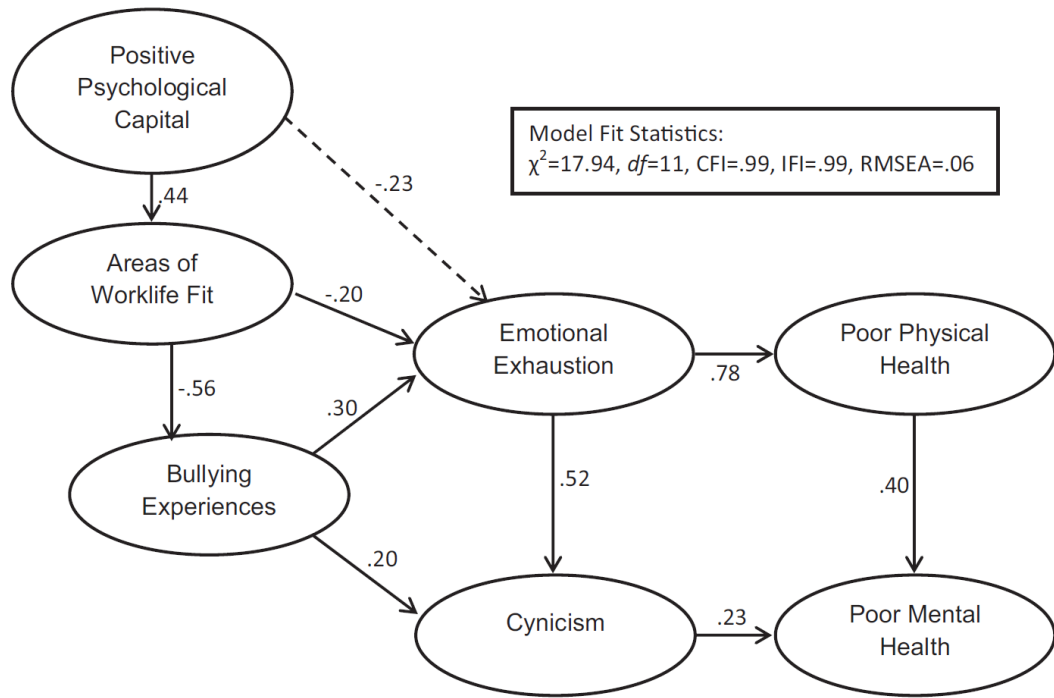 Positive
Psychological
Capital
Model Fit Statistics:
χ²=17.94, df=11, CFI=.99, IFI=.99, RMSEA=.06
-.23
.44
Areas of
Worklife Fit
-.20
Emotional
Exhaustion
Poor Physical
Health
.78
-.56
.30
Bullying
Experiences
.52
.40
.20
Cynicism
.23
Poor Mental
Health